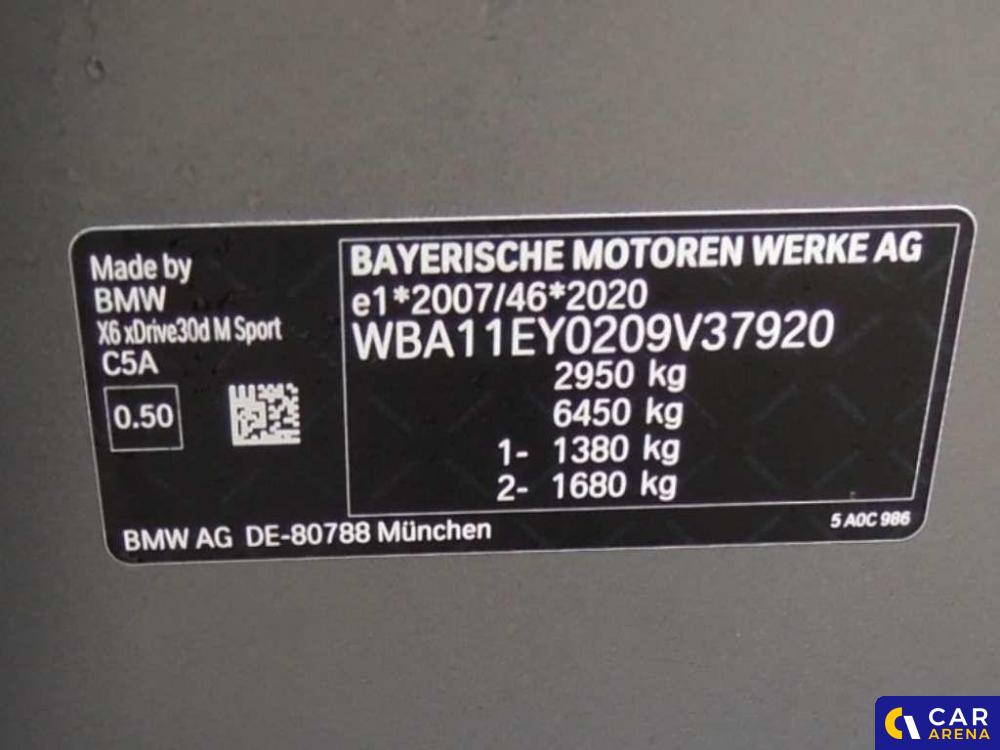 Made by
BMW
X6 xDrive30d M Sport
C5A
0.50
BAYERISCHE MOTOREN WERKE AG
e1*2007/46*2020
WBA11EY0209V37920
2950 kg
6450 kg
1- 1380 kg
2- 1680 kg
BMW AG DE-80788 München
5 A0C 986
CAR
ARENA